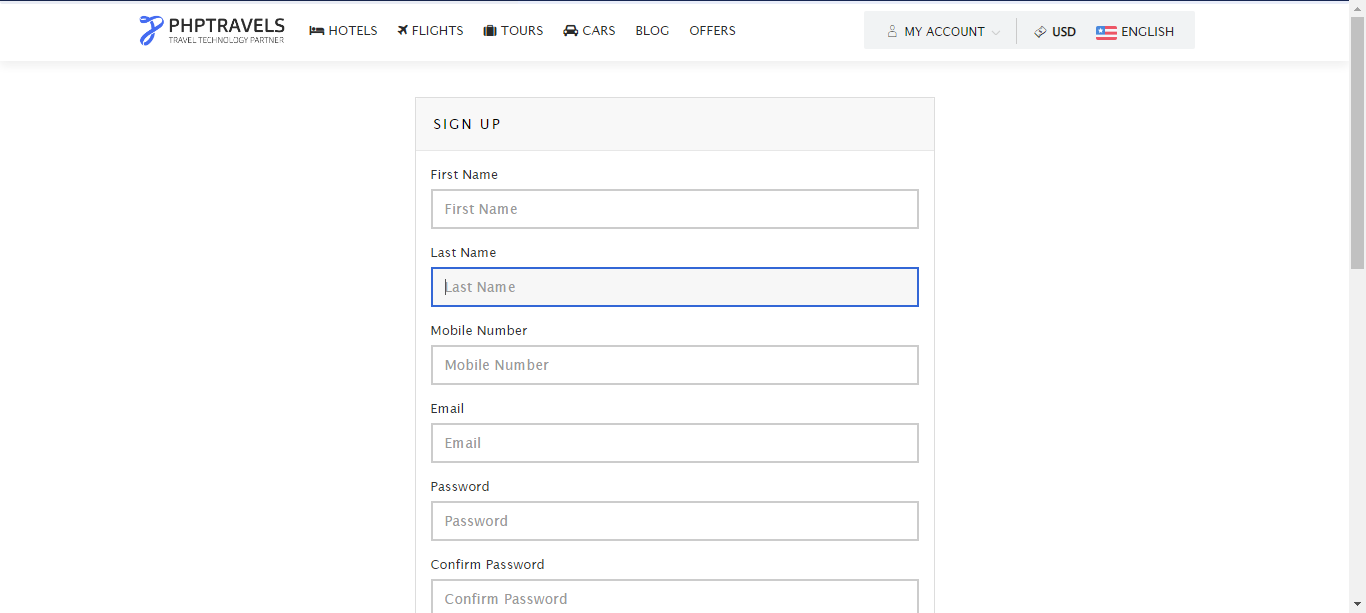 PHPTRAVELS
TRAVEL TECHNOLOGY PARTNER
HOTELS FLIGHTS TOURS CARS BLOG OFFERS MY ACCOUNT USD ENGLISH
SIGN UP
First Name
First Name
Last Name
Last Name
Mobile Number
Mobile Number
Email
Email
Password
Password
Confirm Password
Confirm Password